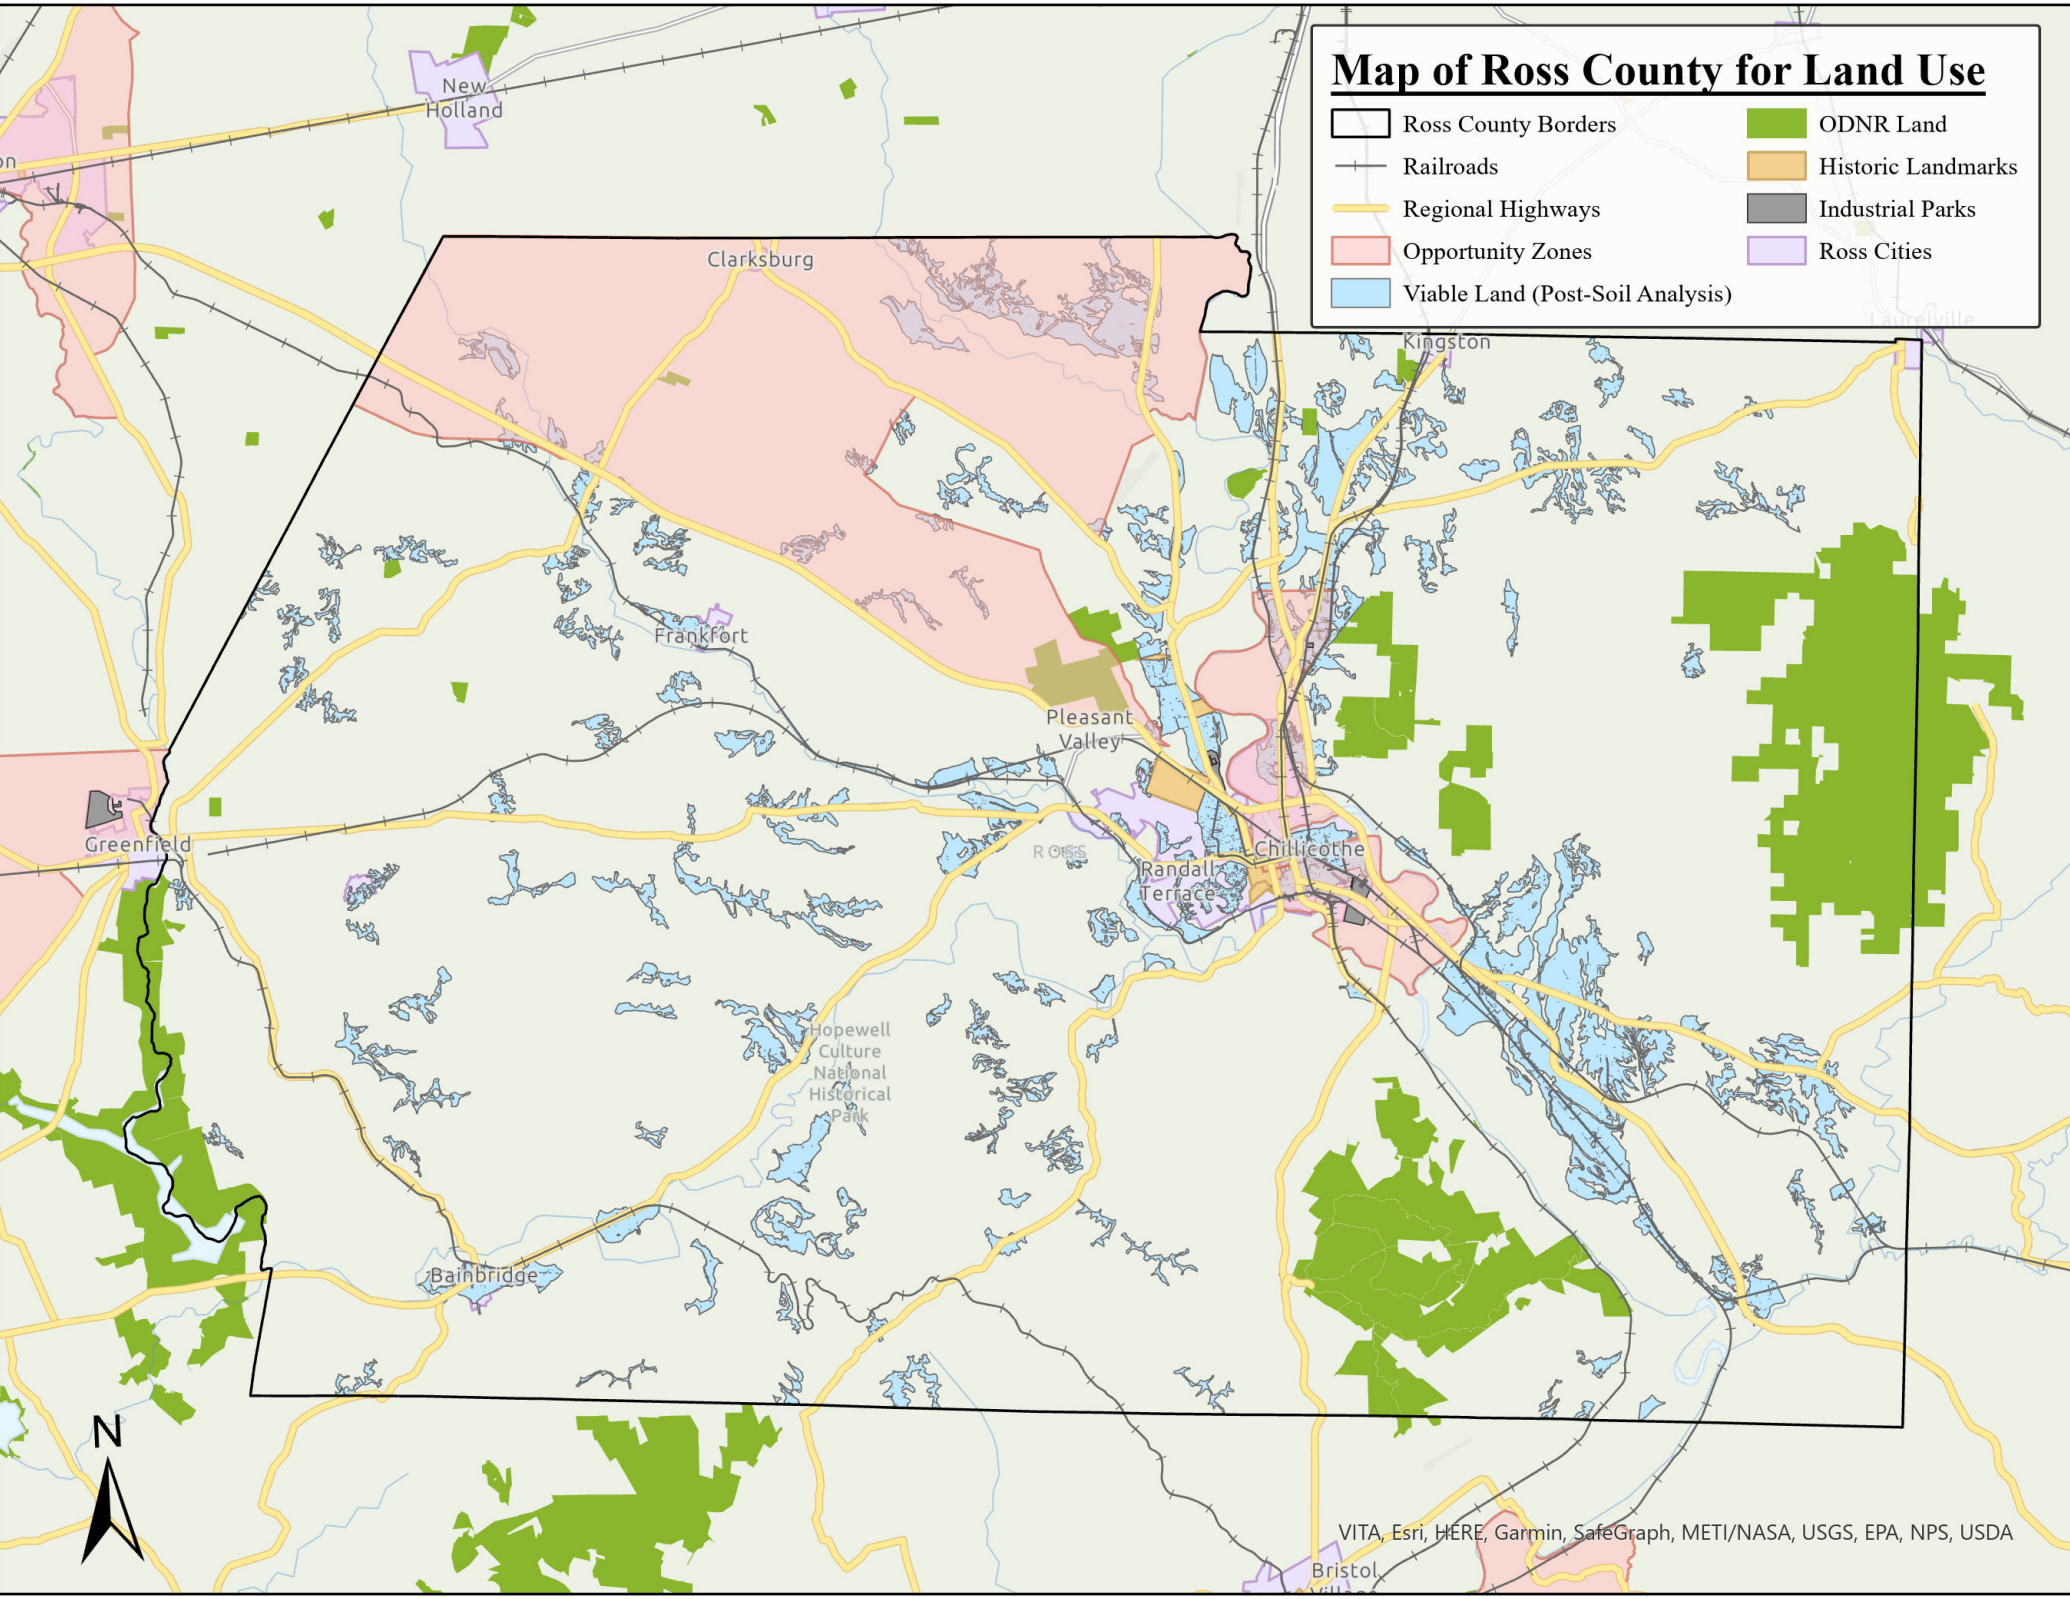 Map of Ross County for Land Use
Ross County Borders
ODNR Land
Railroads
Historic Landmarks
Regional Highways
Industrial Parks
Opportunity Zones
Ross Cities
Viable Land (Post-Soil Analysis)
New
Holland
on
Clarksburg
Laurelville
Kingston
Frankfort
Pleasant
Valley
Greenfield
ROSS
Chillicothe
Randall
Terrace
Hopewell
Culture
National
Historical
Park
Bainbridge
N
VITA, Esri, HERE, Garmin, SafeGraph, METI/NASA, USGS, EPA, NPS, USDA
Bristol
Village